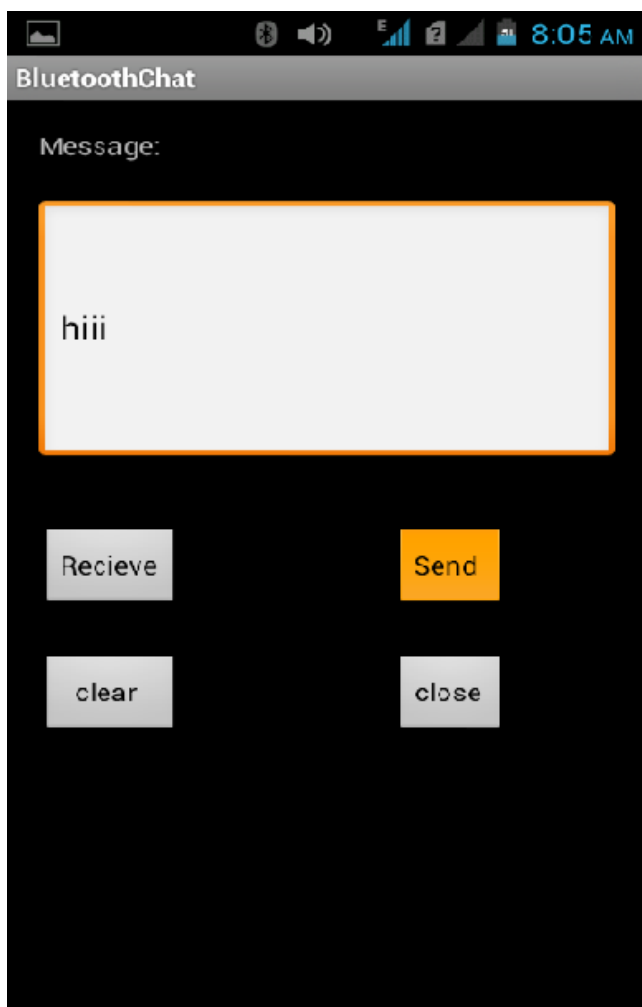 E 8:05 AM
BluetoothChat
Message:
hiii
Recieve Send
clear close